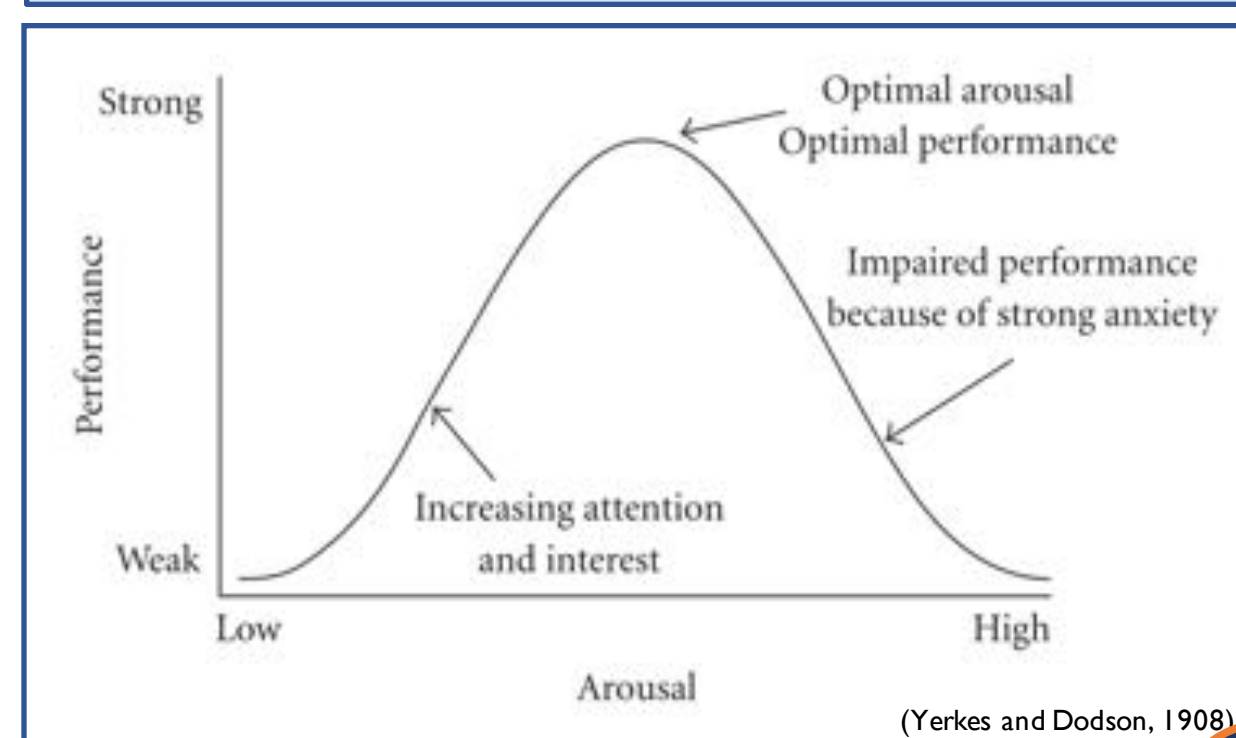 Strong
Optimal arousal
Optimal performance
Impaired performance
because of strong anxiety
Performance
Increasing attention
and interest
Weak
Low
High
Arousal
(Yerkes and Dodson, 1908)